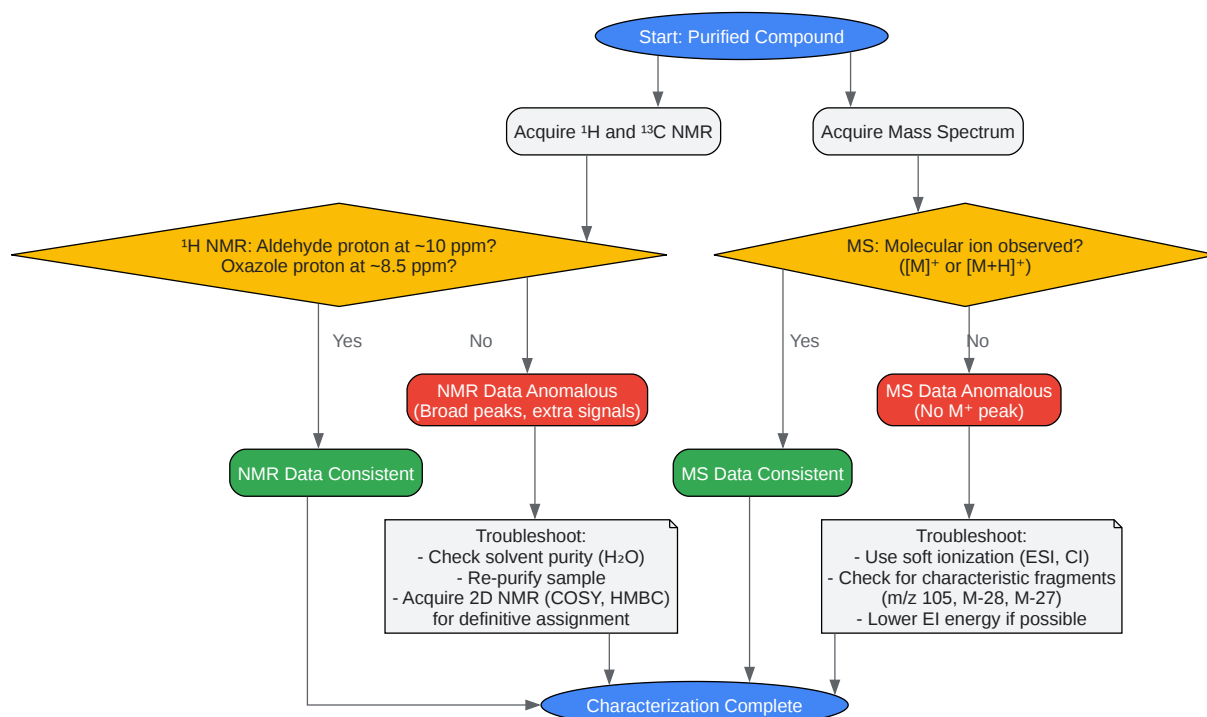 Start: Purified Compound
Acquire ¹H and ¹³C NMR
Acquire Mass Spectrum
¹H NMR: Aldehyde proton at ~10 ppm?
Oxazole proton at ~8.5 ppm?
MS: Molecular ion observed?
([M]⁺ or [M+H]⁺)
Yes
No
Yes
No
NMR Data Anomalous
(Broad peaks, extra signals)
MS Data Anomalous
(No M⁺ peak)
NMR Data Consistent
MS Data Consistent
Troubleshoot:
- Check solvent purity (H₂O)
- Re-purify sample
- Acquire 2D NMR (COSY, HMBC)
for definitive assignment
Troubleshoot:
- Use soft ionization (ESI, CI)
- Check for characteristic fragments
(m/z 105, M-28, M-27)
- Lower EI energy if possible
Characterization Complete